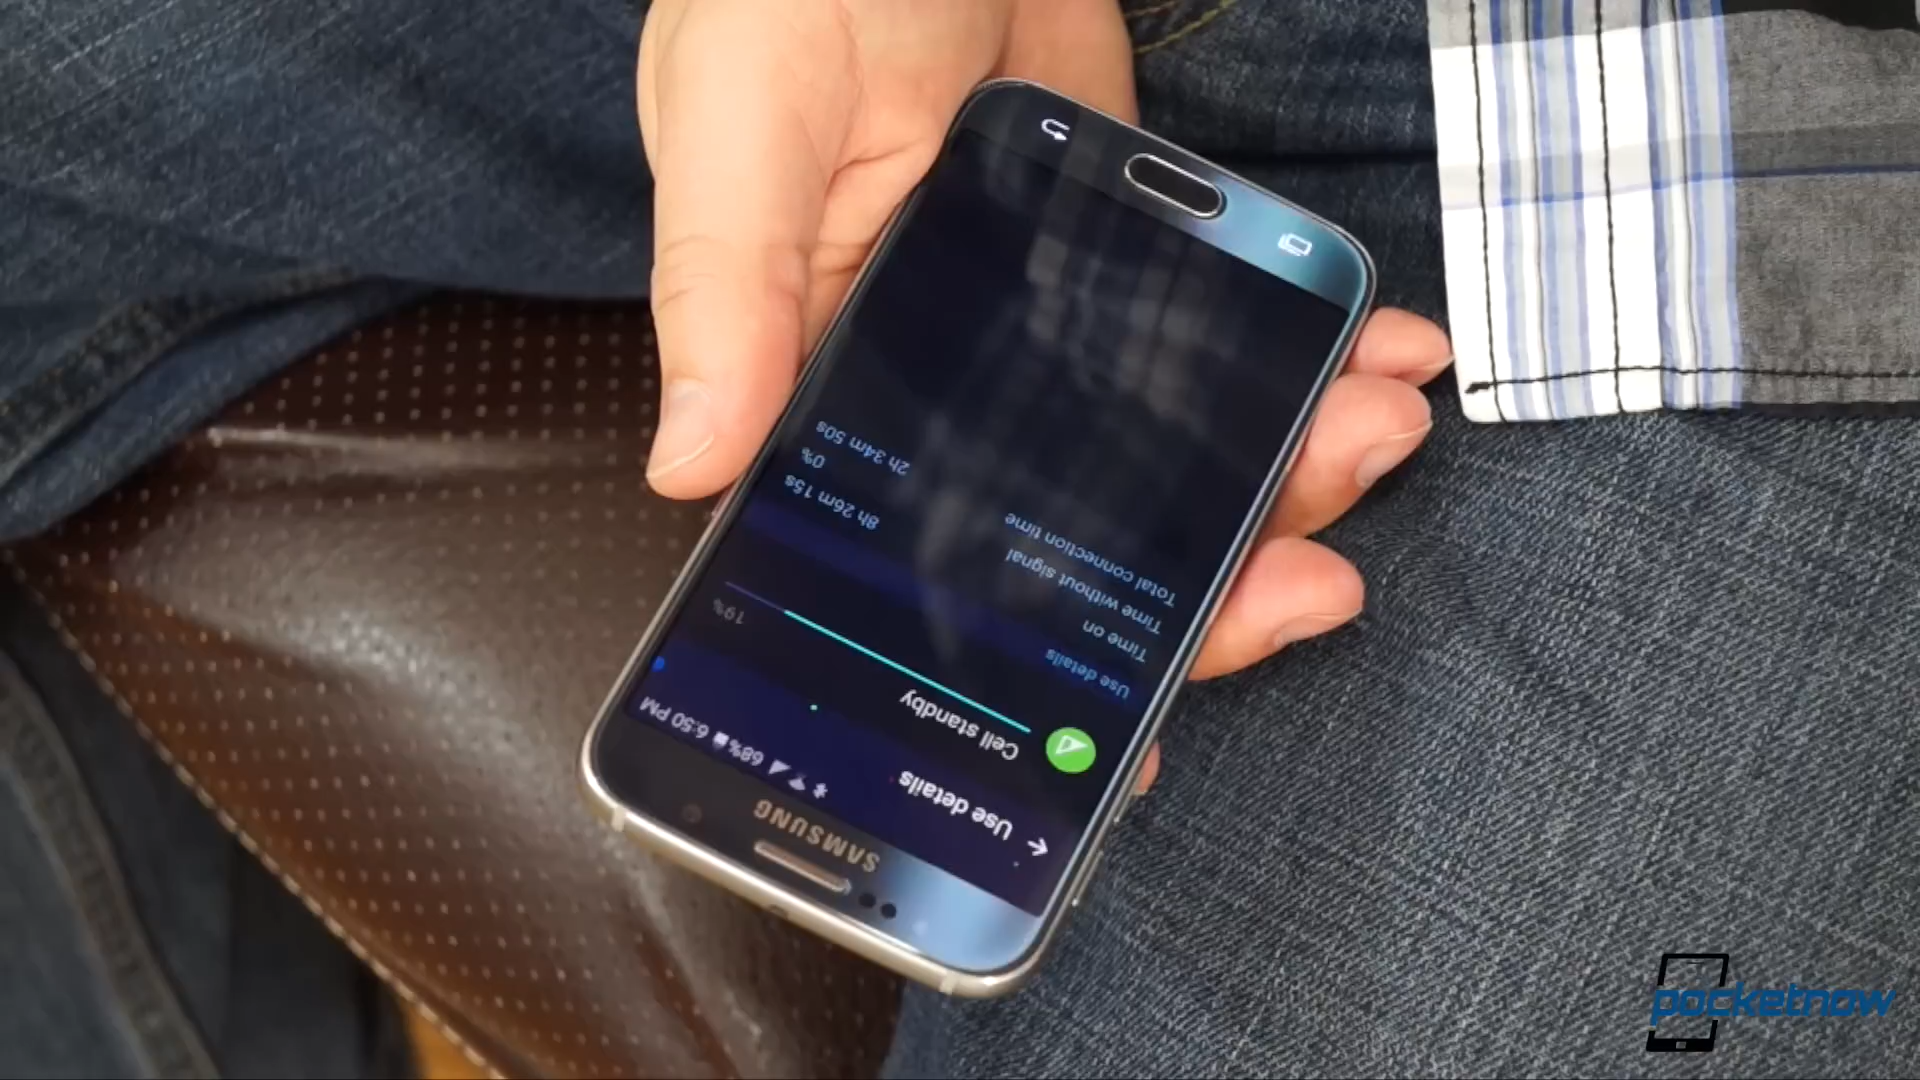 SAMSUNG
68% 6:50 PM
Use details
Cell standby
19%
Use details
Time on 8h 26m 15s
Time without signal 0%
Total connection time 2h 34m 50s
pocketnow